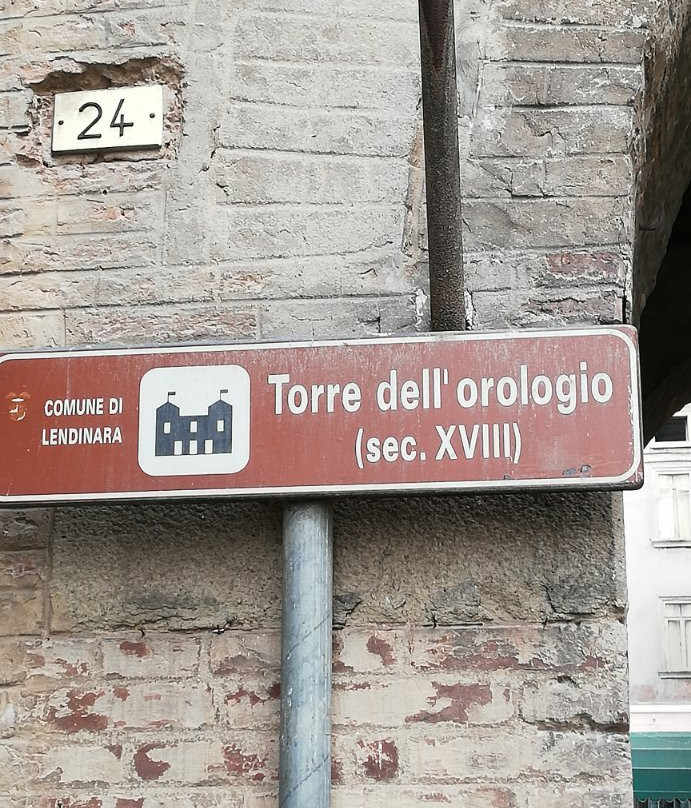 24
COMUNE DI
LENDINARA
Torre dell'orologio
(sec. XVIII)